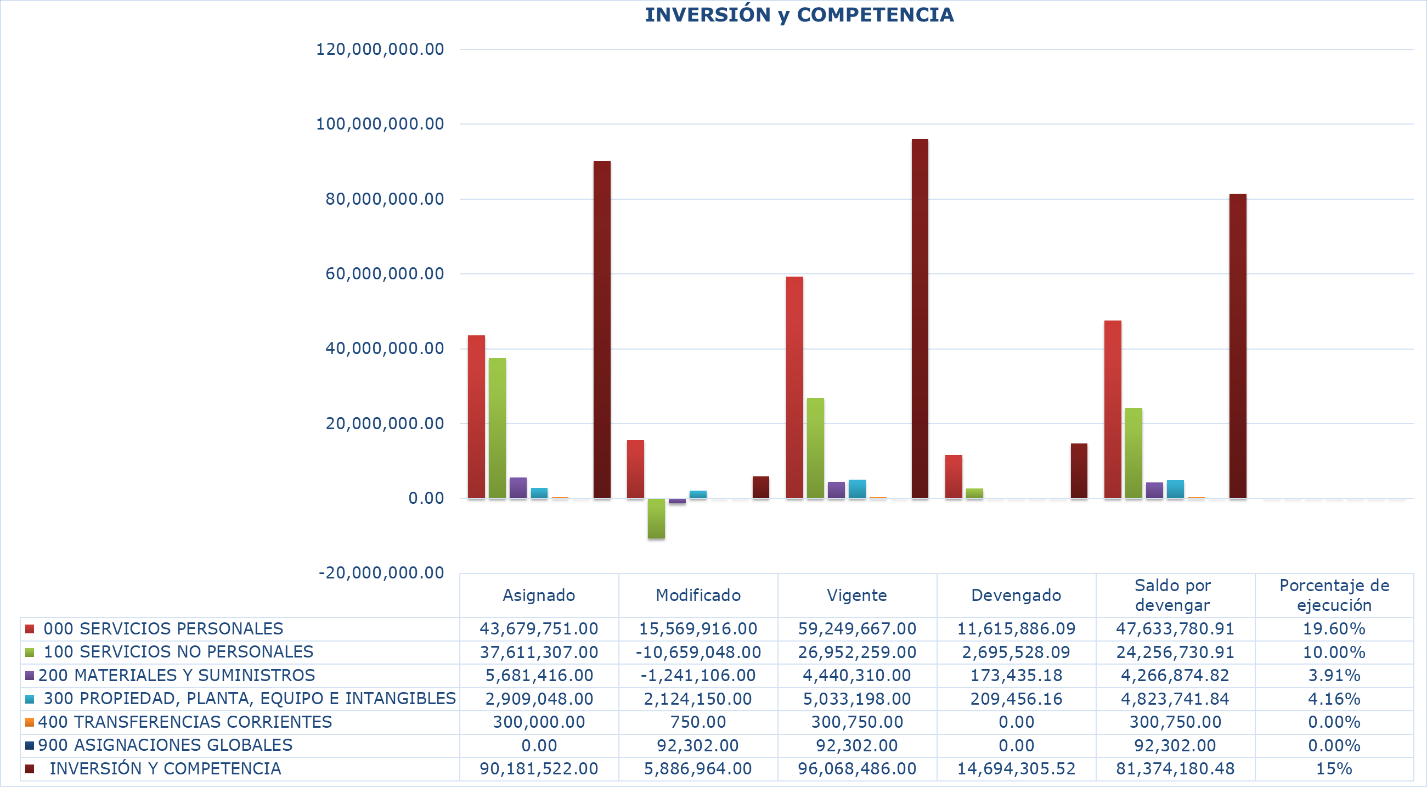 INVERSIÓN y COMPETENCIA
120,000,000.00
100,000,000.00
80,000,000.00
60,000,000.00
40,000,000.00
20,000,000.00
0.00
-20,000,000.00
Asignado Modificado Vigente Devengado Saldo por devengar Porcentaje de ejecución
000 SERVICIOS PERSONALES 43,679,751.00 15,569,916.00 59,249,667.00 11,615,886.09 47,633,780.91 19.60%
100 SERVICIOS NO PERSONALES 37,611,307.00 -10,659,048.00 26,952,259.00 2,695,528.09 24,256,730.91 10.00%
200 MATERIALES Y SUMINISTROS 5,681,416.00 -1,241,106.00 4,440,310.00 173,435.18 4,266,874.82 3.91%
300 PROPIEDAD, PLANTA, EQUIPO E INTANGIBLES 2,909,048.00 2,124,150.00 5,033,198.00 209,456.16 4,823,741.84 4.16%
400 TRANSFERENCIAS CORRIENTES 300,000.00 750.00 300,750.00 0.00 300,750.00 0.00%
900 ASIGNACIONES GLOBALES 0.00 92,302.00 92,302.00 0.00 92,302.00 0.00%
INVERSIÓN Y COMPETENCIA 90,181,522.00 5,886,964.00 96,068,486.00 14,694,305.52 81,374,180.48 15%